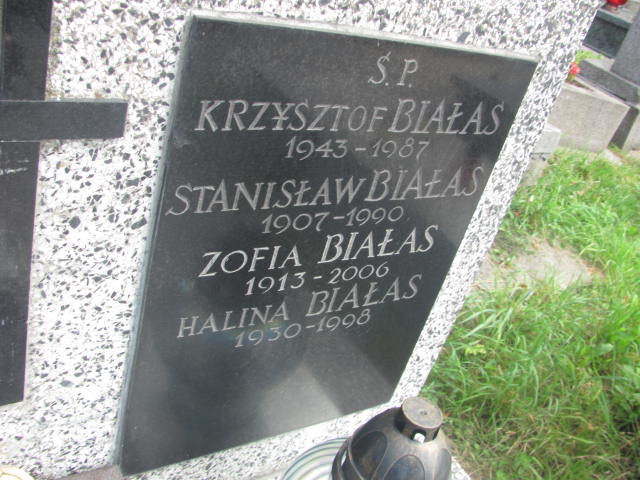 Ś.P.
KRZYSZTOF BIAŁAS
1943-1987
STANISŁAW BIAŁAS
1907-1990
ZOFIA BIAŁAS
1913-2006
HALINA BIAŁAS
1930-1998